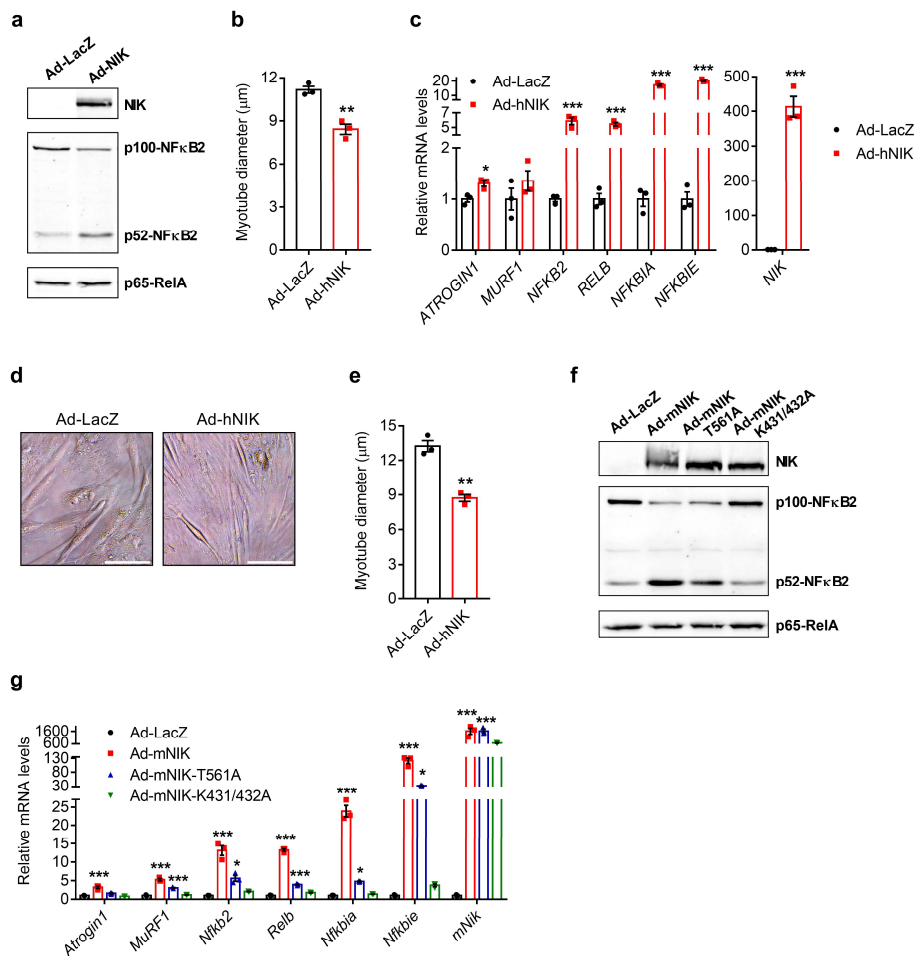 a
Ad-LacZ
Ad-NIK
NIK
p100-NFκB2
p52-NFκB2
p65-RelA
b
Myotube diameter (μm)
12
9
6
3
0
**
Ad-LacZ
Ad-hNIK
c
Relative mRNA levels
20
10
7
5
2
1
0
Ad-LacZ
Ad-hNIK
*
***
***
***
***
ATROGIN1
MURF1
NFKB2
RELB
NFKBIA
NFKBIE
500
400
300
200
100
0
***
NIK
Ad-LacZ
Ad-hNIK
d
Ad-LacZ
Ad-hNIK
e
Myotube diameter (μm)
15
12
9
6
3
0
**
Ad-LacZ
Ad-hNIK
f
Ad-LacZ
Ad-mNIK
Ad-mNIK
T561A
Ad-mNIK
K431/432A
NIK
p100-NFκB2
p52-NFκB2
p65-RelA
g
Relative mRNA levels
1600
600
130
80
30
25
20
15
10
5
0
Ad-LacZ
Ad-mNIK
Ad-mNIK-T561A
Ad-mNIK-K431/432A
***
*** ***
*** *
*** ***
*** *
*** *
*** ***
Atrogin1
MuRF1
Nfkb2
Relb
Nfkbia
Nfkbie
mNik